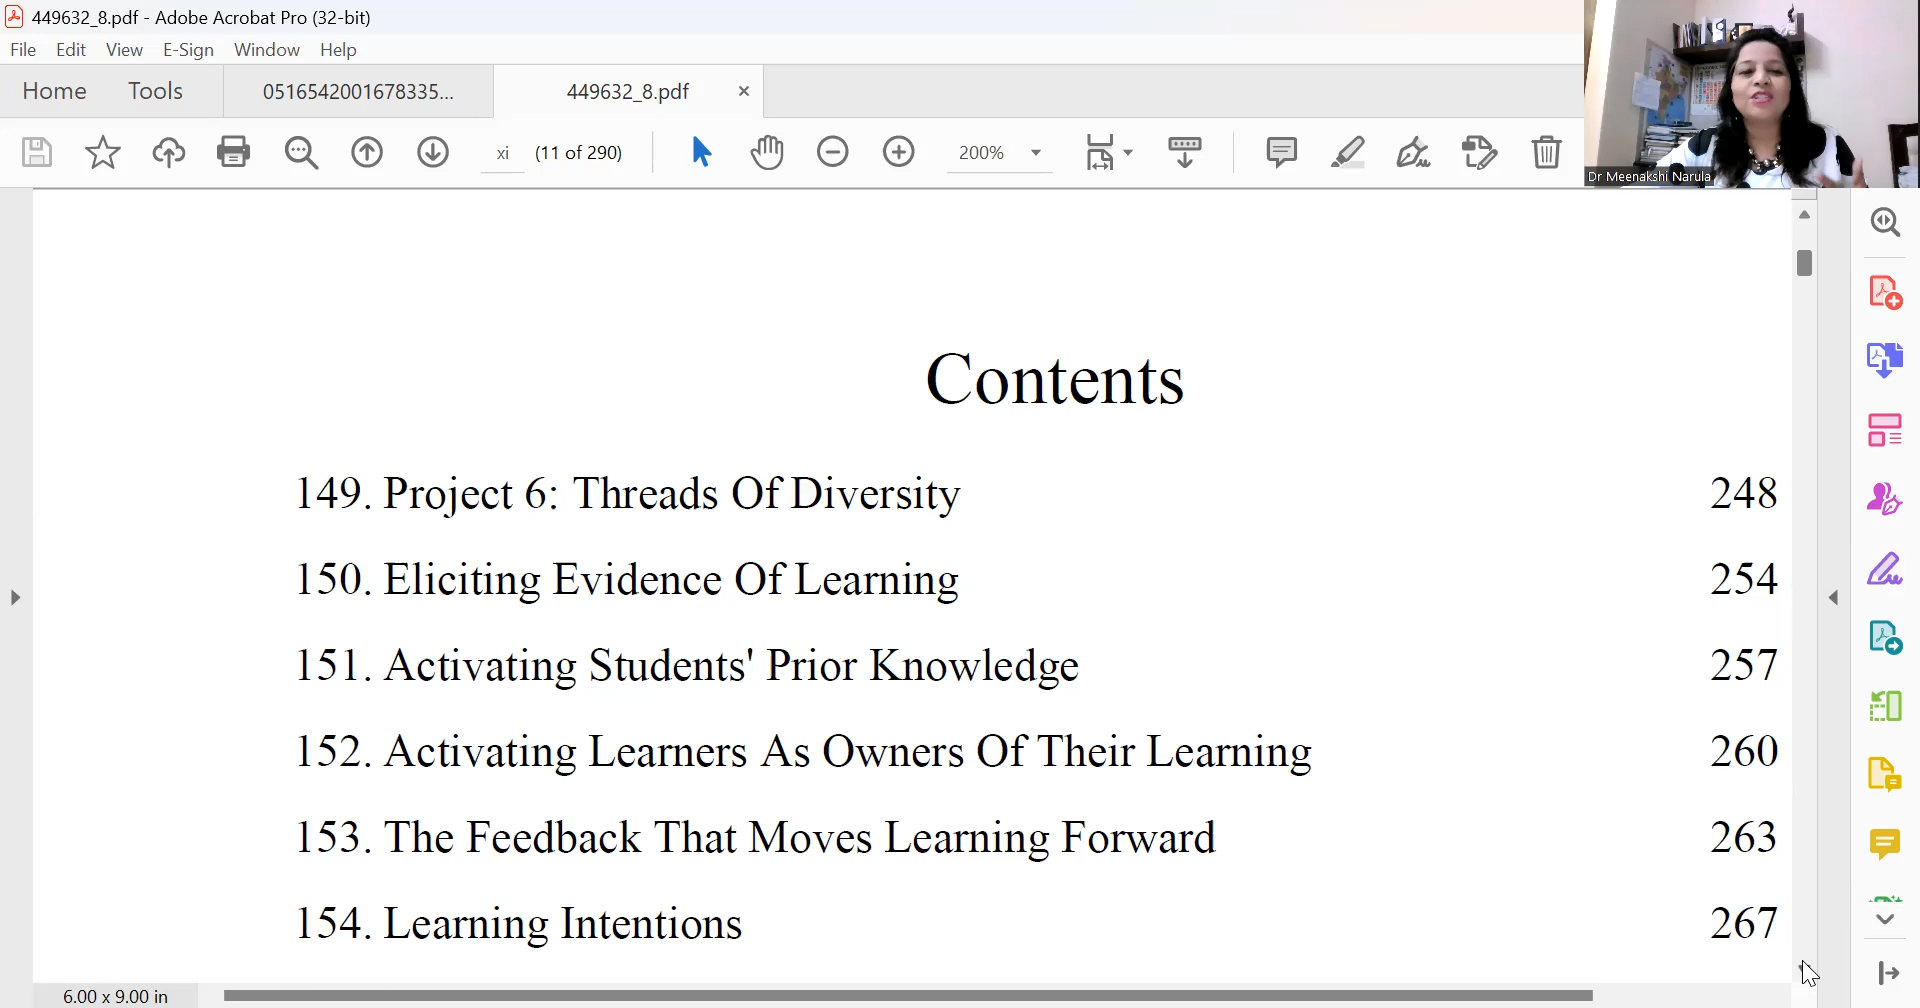 449632_8.pdf - Adobe Acrobat Pro (32-bit)
File Edit View E-Sign Window Help
Home Tools 0516542001678335... 449632_8.pdf
xi (11 of 290) 200%
Dr Meenakshi Narula
Contents
149. Project 6: Threads Of Diversity 248
150. Eliciting Evidence Of Learning 254
151. Activating Students' Prior Knowledge 257
152. Activating Learners As Owners Of Their Learning 260
153. The Feedback That Moves Learning Forward 263
154. Learning Intentions 267
6.00 x 9.00 in